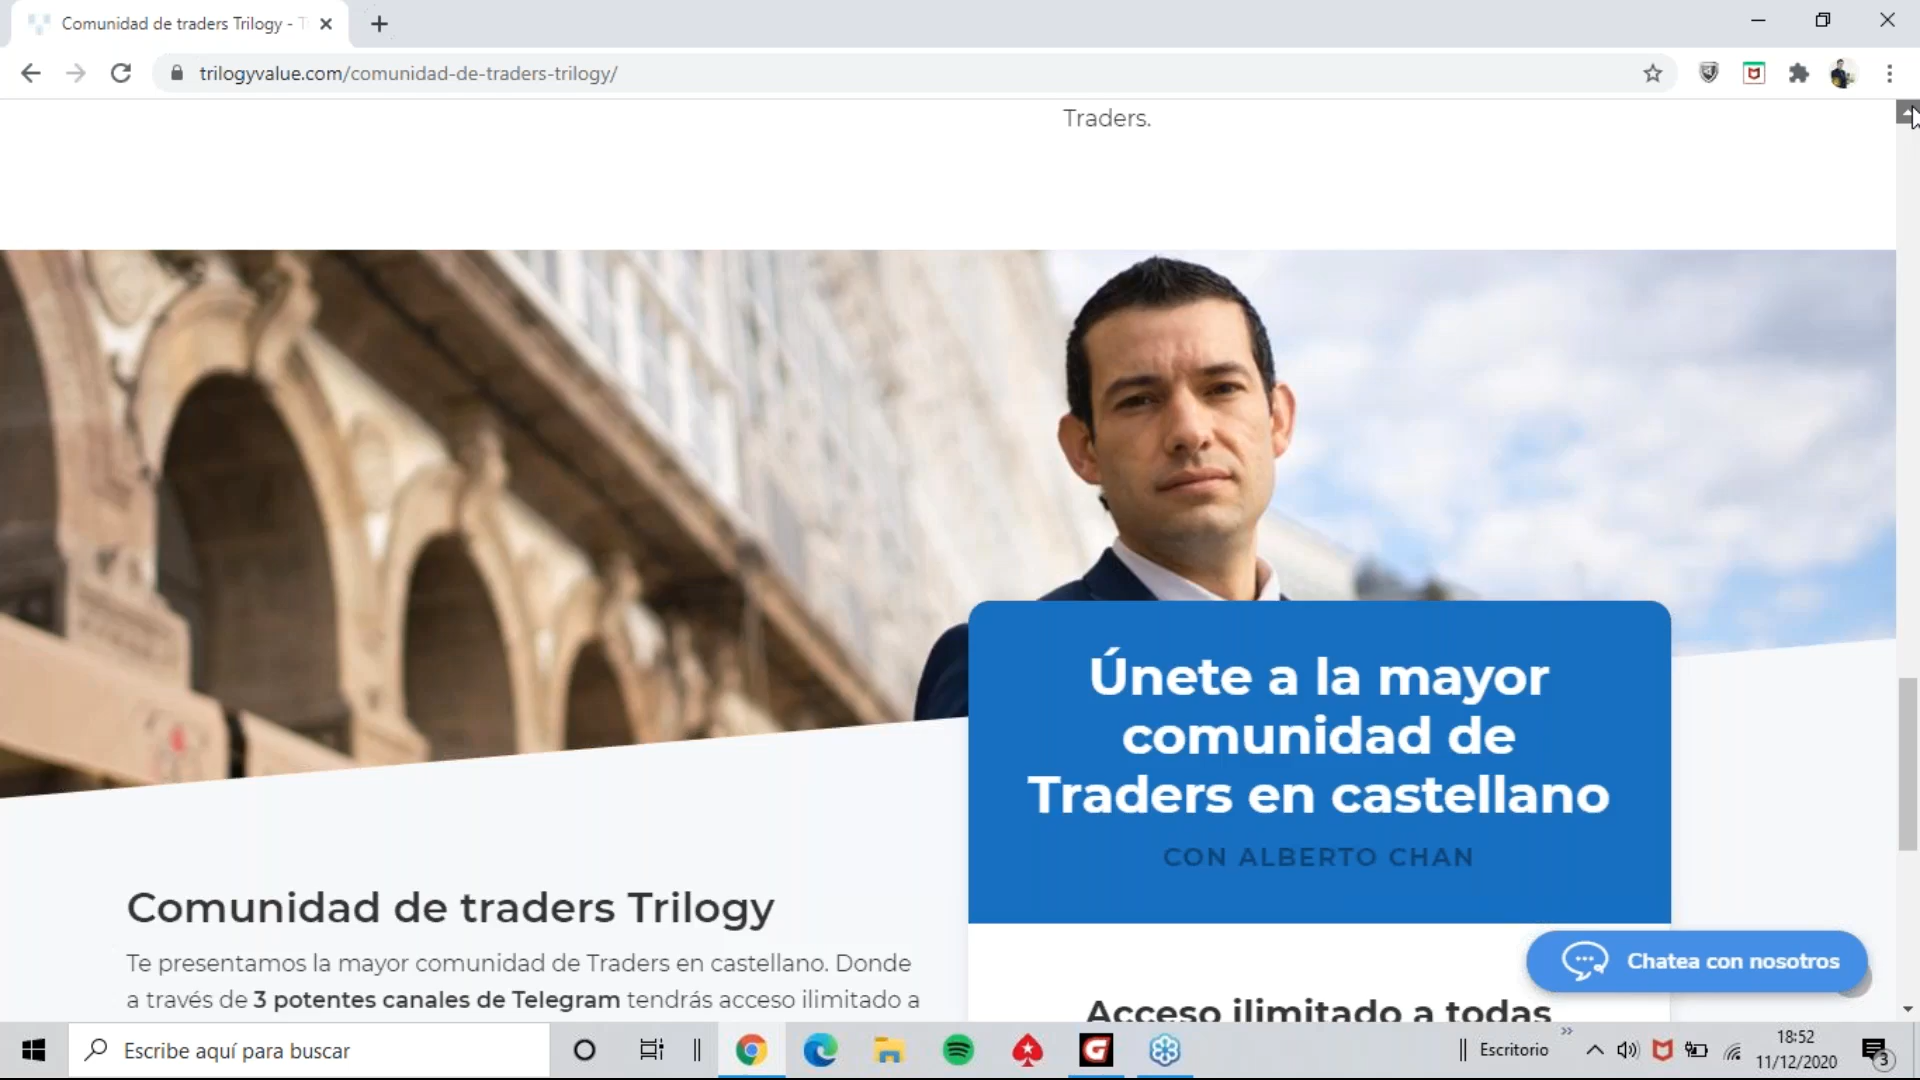 Comunidad de traders Trilogy -
trilogyvalue.com/comunidad-de-traders-trilogy/
Traders.
Únete a la mayor
comunidad de
Traders en castellano
CON ALBERTO CHAN
Comunidad de traders Trilogy
Te presentamos la mayor comunidad de Traders en castellano. Donde
a través de 3 potentes canales de Telegram tendrás acceso ilimitado a
Acceso ilimitado a todas
Chatea con nosotros
Escribe aquí para buscar
Escritorio
18:52
11/12/2020
3